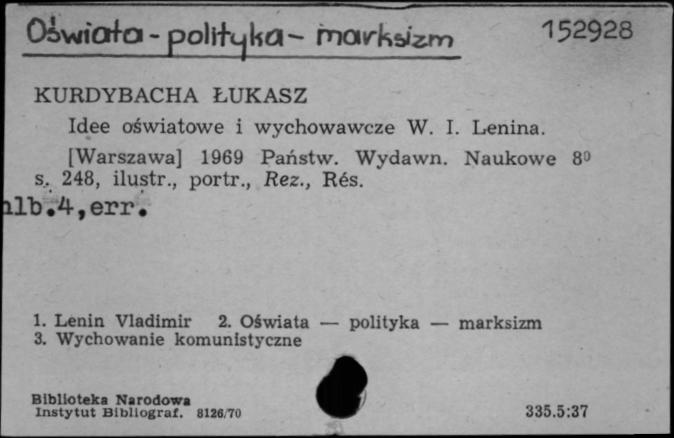 Oświata - polityka - marksizm 152928
KURDYBACHA ŁUKASZ
Idee oświatowe i wychowawcze W. I. Lenina.
[Warszawa] 1969 Państw. Wydawn. Naukowe 8⁰
s. 248, ilustr., portr., Rez., Rés.
nlb.4,err.
1. Lenin Vladimir 2. Oświata — polityka — marksizm
3. Wychowanie komunistyczne
Biblioteka Narodowa
Instytut Bibliograf. 8126/70 335.5:37